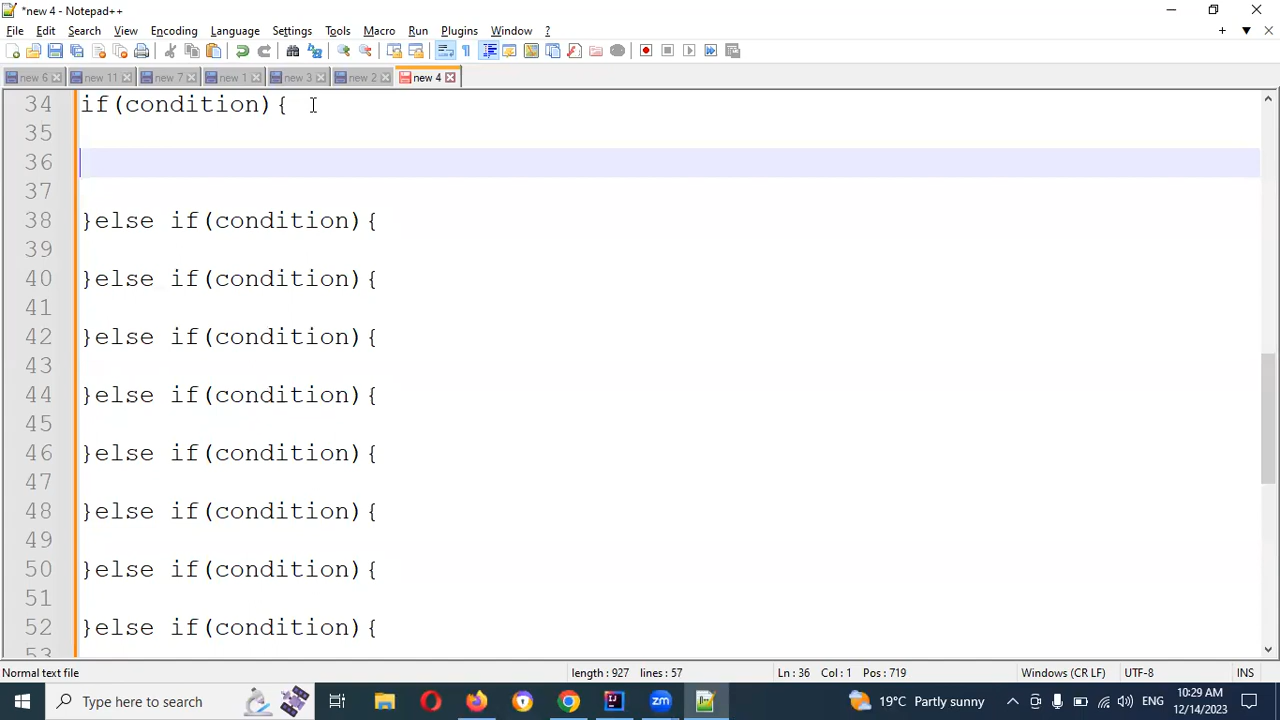 *new 4 - Notepad++
File Edit Search View Encoding Language Settings Tools Macro Run Plugins Window ?
new 6 new 11 new 7 new 1 new 3 new 2 new 4
34 if(condition){
35
36
37
38 }else if(condition){
39
40 }else if(condition){
41
42 }else if(condition){
43
44 }else if(condition){
45
46 }else if(condition){
47
48 }else if(condition){
49
50 }else if(condition){
51
52 }else if(condition){
53
Normal text file length : 927 lines : 57 Ln : 36 Col : 1 Pos : 719 Windows (CR LF) UTF-8 INS
Type here to search 19°C Partly sunny ENG 10:29 AM
12/14/2023